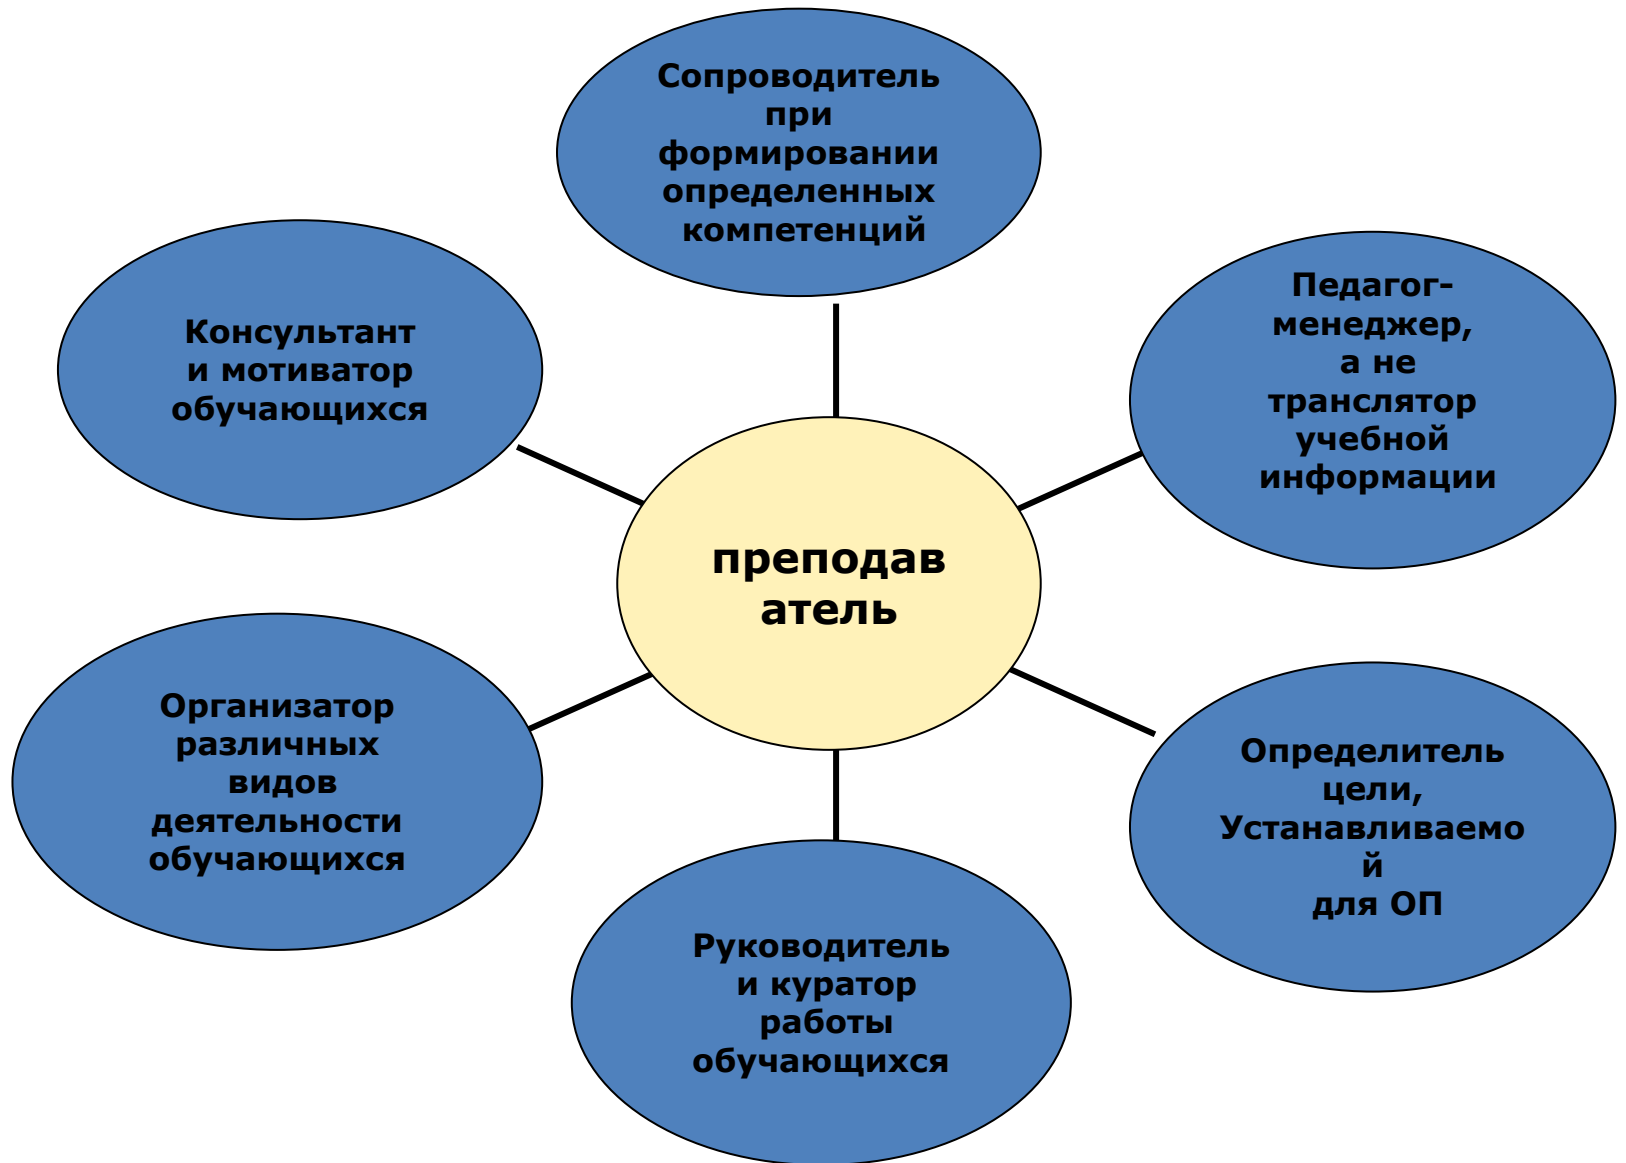 Сопроводитель
при
формировании
определенных
компетенций
Педагог–
менеджер,
а не
транслятор
учебной
информации
Консультант
и мотиватор
обучающихся
преподав
атель
Организатор
различных
видов
деятельности
обучающихся
Определитель
цели,
Устанавливаемо
й
для ОП
Руководитель
и куратор
работы
обучающихся